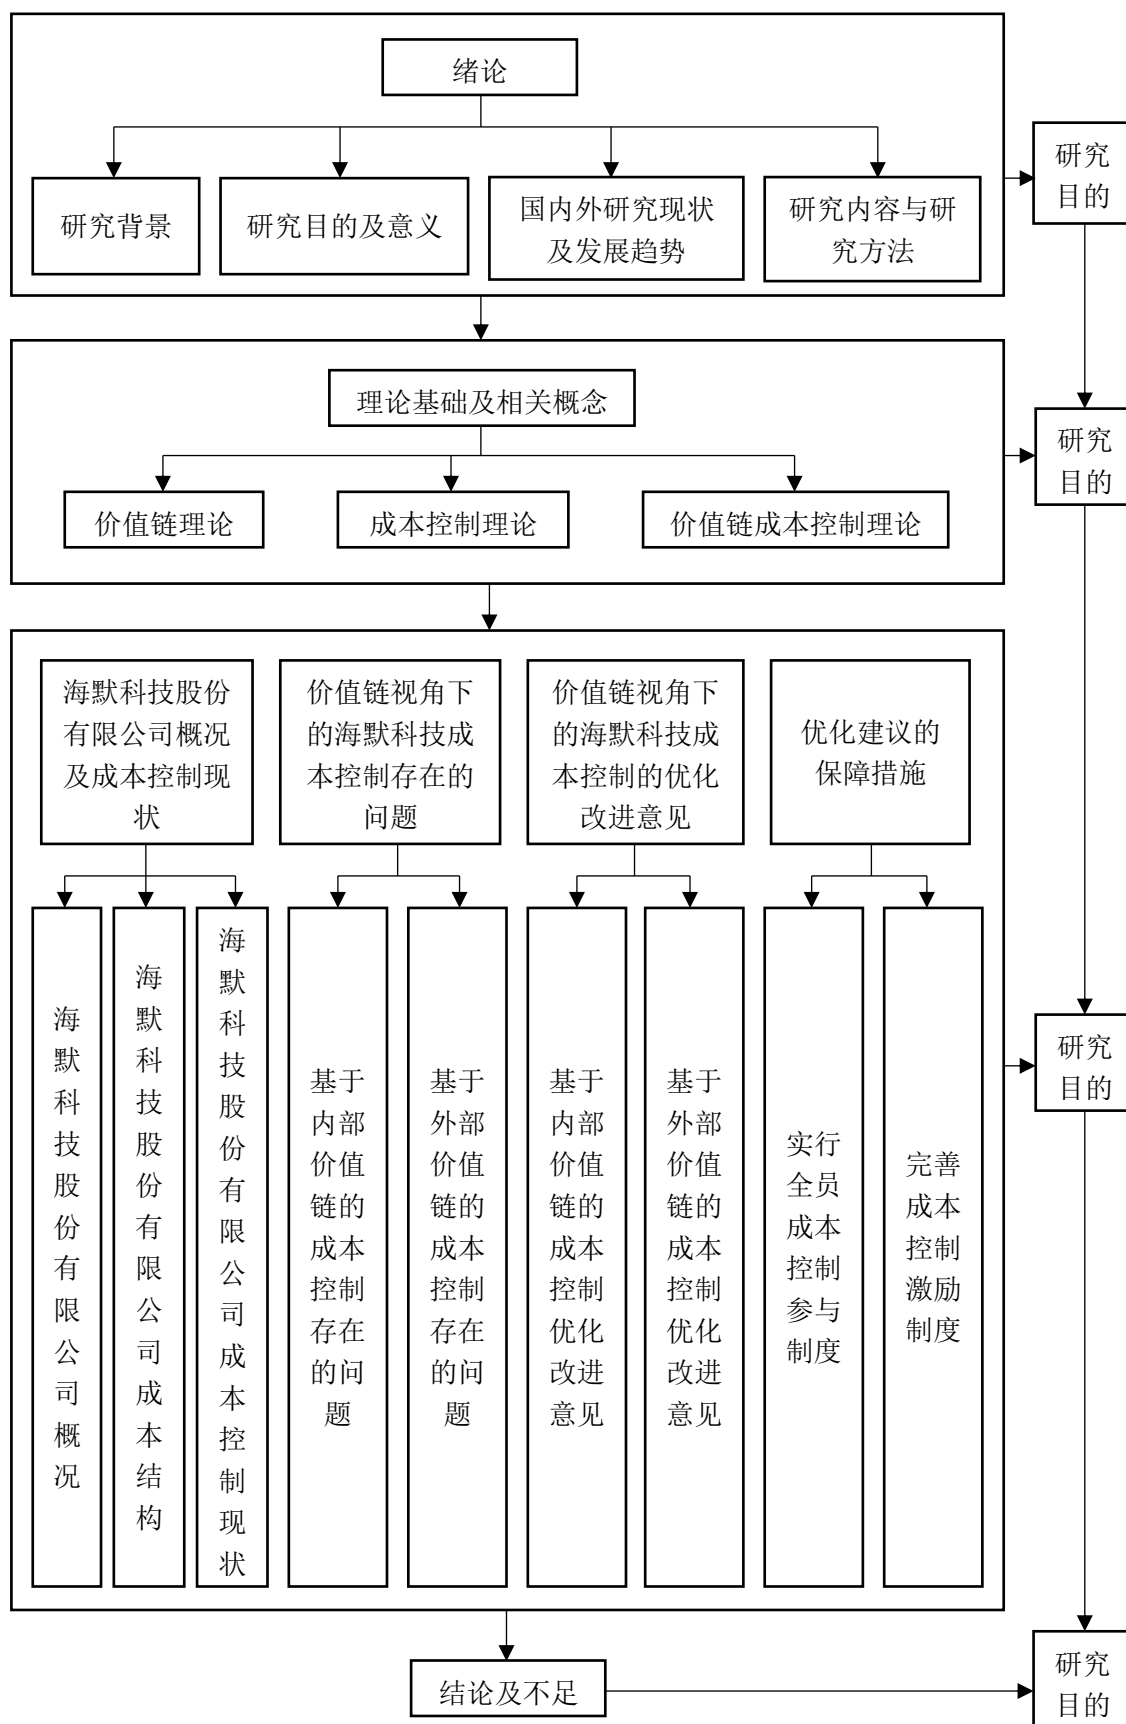 绪论
研究背景
研究目的及意义
国内外研究现状
及发展趋势
研究内容与研
究方法
研究
目的
理论基础及相关概念
价值链理论
成本控制理论
价值链成本控制理论
研究
目的
海默科技股份
有限公司概况
及成本控制现
状
价值链视角下
的海默科技成
本控制存在的
问题
价值链视角下
的海默科技成
本控制的优化
改进意见
优化建议的
保障措施
海默科技股份有限公司概况
海默科技股份有限公司成本结构
海默科技股份有限公司成本控制现状
基于
内部
价值
链的
成本
控制
存在
的问
题
基于
外部
价值
链的
成本
控制
存在
的问
题
基于
内部
价值
链的
成本
控制
优化
改进
意见
基于
外部
价值
链的
成本
控制
优化
改进
意见
实行
全员
成本
控制
参与
制度
完善
成本
控制
激励
制度
研究
目的
结论及不足
研究
目的